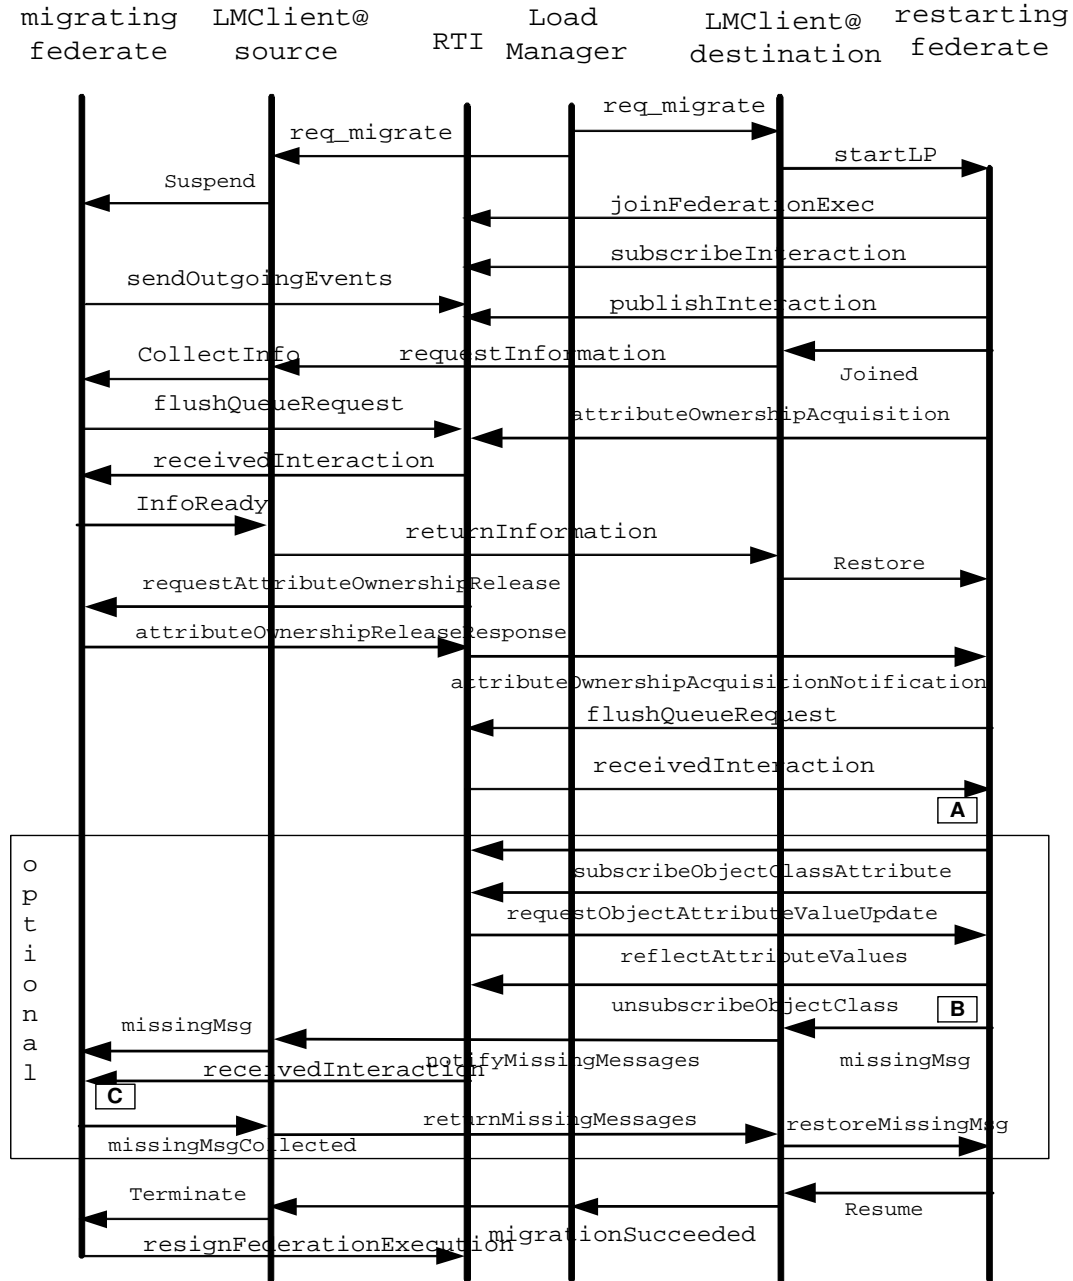 migrating federate
LMClient@ source
RTI
Load Manager
LMClient@ destination
restarting federate
req_migrate
req_migrate
startLP
Suspend
joinFederationExec
subscribeInteraction
sendOutgoingEvents
publishInteraction
CollectInfo
requestInformation
Joined
flushQueueRequest
attributeOwnershipAcquisition
receivedInteraction
InfoReady
returnInformation
Restore
requestAttributeOwnershipRelease
attributeOwnershipReleaseResponse
attributeOwnershipAcquisitionNotification
flushQueueRequest
receivedInteraction
A
optional
subscribeObjectClassAttribute
requestObjectAttributeValueUpdate
reflectAttributeValues
unsubscribeObjectClass
B
missingMsg
notifyMissingMessages
missingMsg
receivedInteraction
C
returnMissingMessages
restoreMissingMsg
missingMsgCollected
Terminate
Resume
migrationSucceeded
resignFederationExecution